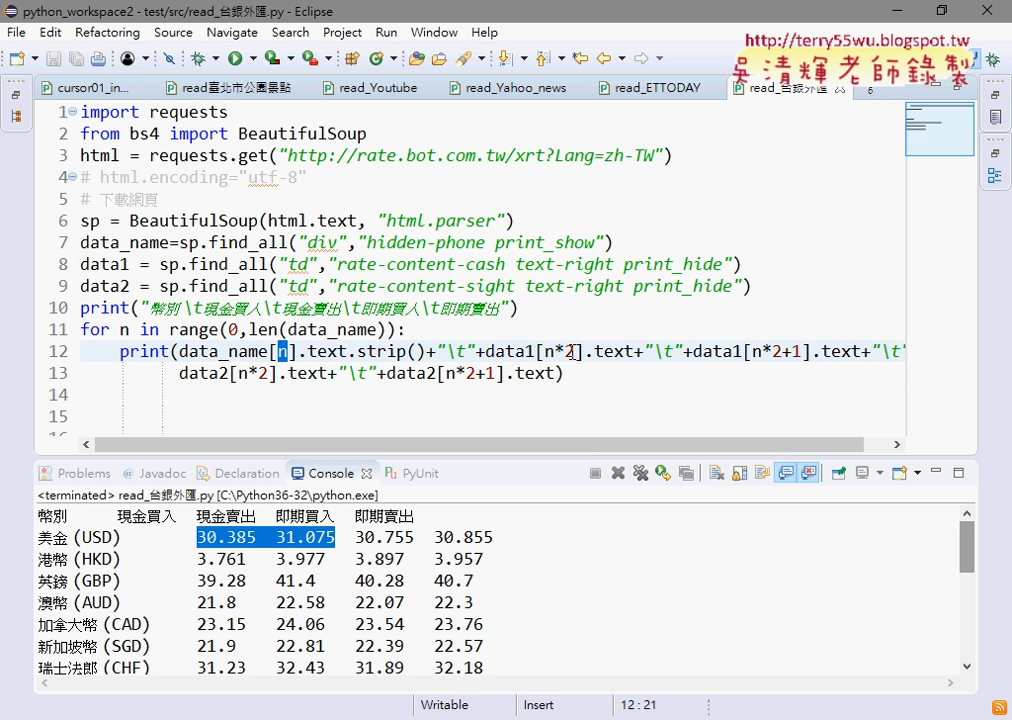 python_workspace2 - test/src/read_台銀外匯.py - Eclipse
File Edit Refactoring Source Navigate Search Project Run Window Help
http://terry55wu.blogspot.tw
吳清輝老師錄製
cursor01_in... read臺北市公園景點 read_Youtube read_Yahoo_news read_ETTODAY read_台銀外匯
1 import requests
2 from bs4 import BeautifulSoup
3 html = requests.get("http://rate.bot.com.tw/xrt?Lang=zh-TW")
4 # html.encoding="utf-8"
5 # 下載網頁
6 sp = BeautifulSoup(html.text, "html.parser")
7 data_name=sp.find_all("div","hidden-phone print_show")
8 data1 = sp.find_all("td","rate-content-cash text-right print_hide")
9 data2 = sp.find_all("td","rate-content-sight text-right print_hide")
10 print("幣別 \t現金買入\t現金賣出\t即期買入\t即期賣出")
11 for n in range(0,len(data_name)):
12 print(data_name[n].text.strip()+"\t"+data1[n*2].text+"\t"+data1[n*2+1].text+"\t"
13 data2[n*2].text+"\t"+data2[n*2+1].text)
14
15
Problems Javadoc Declaration Console PyUnit
<terminated> read_台銀外匯.py [C:\Python36-32\python.exe]
幣別 現金買入 現金賣出 即期買入 即期賣出
美金 (USD) 30.385 31.075 30.755 30.855
港幣 (HKD) 3.761 3.977 3.897 3.957
英鎊 (GBP) 39.28 41.4 40.28 40.7
澳幣 (AUD) 21.8 22.58 22.07 22.3
加拿大幣 (CAD) 23.15 24.06 23.54 23.76
新加坡幣 (SGD) 21.9 22.81 22.39 22.57
瑞士法郎 (CHF) 31.23 32.43 31.89 32.18
Writable Insert 12 : 21